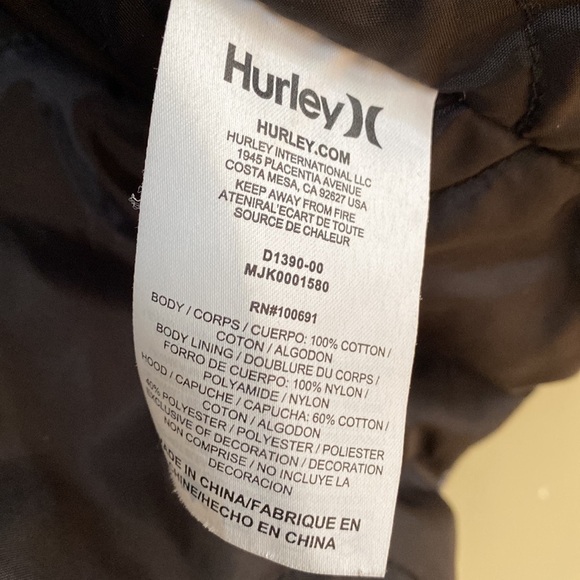 Hurley
HURLEY.COM
HURLEY INTERNATIONAL LLC
1945 PLACENTIA AVENUE
COSTA MESA, CA 92627 USA
KEEP AWAY FROM FIRE
ATENIRAL'ECART DE TOUTE
SOURCE DE CHALEUR
D1390-00
MJK0001580
RN#100691
BODY / CORPS / CUERPO: 100% COTTON /
COTON / ALGODON
BODY LINING / DOUBLURE DU CORPS /
FORRO DE CUERPO: 100% NYLON /
POLYAMIDE / NYLON
HOOD / CAPUCHE / CAPUCHA: 60% COTTON /
COTON / ALGODON
40% POLYESTER / POLYESTER / POLIESTER
EXCLUSIVE OF DECORATION / DECORATION
NON COMPRISE / NO INCLUYE LA
DECORACION
MADE IN CHINA/FABRIQUE EN
CHINE/HECHO EN CHINA